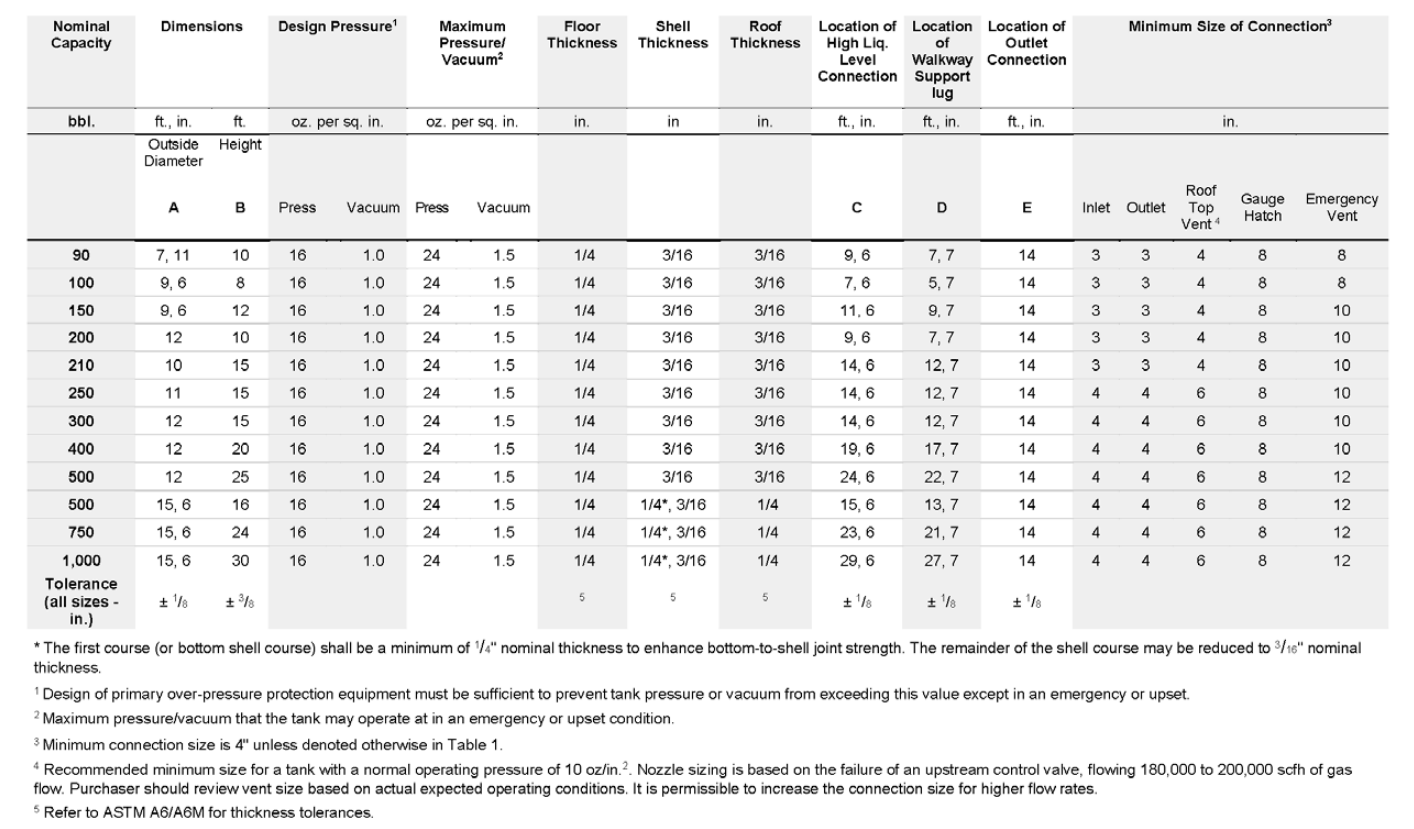 Nominal Capacity Dimensions Design Pressure¹ Maximum Pressure/ Vacuum² Floor Thickness Shell Thickness Roof Thickness Location of High Liq. Level Connection Location of Walkway Support lug Location of Outlet Connection Minimum Size of Connection³
bbl. ft., in. ft. oz. per sq. in. oz. per sq. in. in. in in. ft., in. ft., in. ft., in. in.
Outside Diameter Height
A B Press Vacuum Press Vacuum C D E Inlet Outlet Roof Top Vent ⁴ Gauge Hatch Emergency Vent
90 7, 11 10 16 1.0 24 1.5 1/4 3/16 3/16 9, 6 7, 7 14 3 3 4 8 8
100 9, 6 8 16 1.0 24 1.5 1/4 3/16 3/16 7, 6 5, 7 14 3 3 4 8 8
150 9, 6 12 16 1.0 24 1.5 1/4 3/16 3/16 11, 6 9, 7 14 3 3 4 8 10
200 12 10 16 1.0 24 1.5 1/4 3/16 3/16 9, 6 7, 7 14 3 3 4 8 10
210 10 15 16 1.0 24 1.5 1/4 3/16 3/16 14, 6 12, 7 14 3 3 4 8 10
250 11 15 16 1.0 24 1.5 1/4 3/16 3/16 14, 6 12, 7 14 4 4 6 8 10
300 12 15 16 1.0 24 1.5 1/4 3/16 3/16 14, 6 12, 7 14 4 4 6 8 10
400 12 20 16 1.0 24 1.5 1/4 3/16 3/16 19, 6 17, 7 14 4 4 6 8 10
500 12 25 16 1.0 24 1.5 1/4 3/16 3/16 24, 6 22, 7 14 4 4 6 8 12
500 15, 6 16 16 1.0 24 1.5 1/4 1/4*, 3/16 1/4 15, 6 13, 7 14 4 4 6 8 12
750 15, 6 24 16 1.0 24 1.5 1/4 1/4*, 3/16 1/4 23, 6 21, 7 14 4 4 6 8 12
1,000 15, 6 30 16 1.0 24 1.5 1/4 1/4*, 3/16 1/4 29, 6 27, 7 14 4 4 6 8 12
Tolerance (all sizes - in.) ± 1/8 ± 3/8 5 5 5 ± 1/8 ± 1/8 ± 1/8
* The first course (or bottom shell course) shall be a minimum of 1/4" nominal thickness to enhance bottom-to-shell joint strength. The remainder of the shell course may be reduced to 3/16" nominal
thickness.
¹ Design of primary over-pressure protection equipment must be sufficient to prevent tank pressure or vacuum from exceeding this value except in an emergency or upset.
² Maximum pressure/vacuum that the tank may operate at in an emergency or upset condition.
³ Minimum connection size is 4" unless denoted otherwise in Table 1.
⁴ Recommended minimum size for a tank with a normal operating pressure of 10 oz/in.². Nozzle sizing is based on the failure of an upstream control valve, flowing 180,000 to 200,000 scfh of gas
flow. Purchaser should review vent size based on actual expected operating conditions. It is permissible to increase the connection size for higher flow rates.
⁵ Refer to ASTM A6/A6M for thickness tolerances.